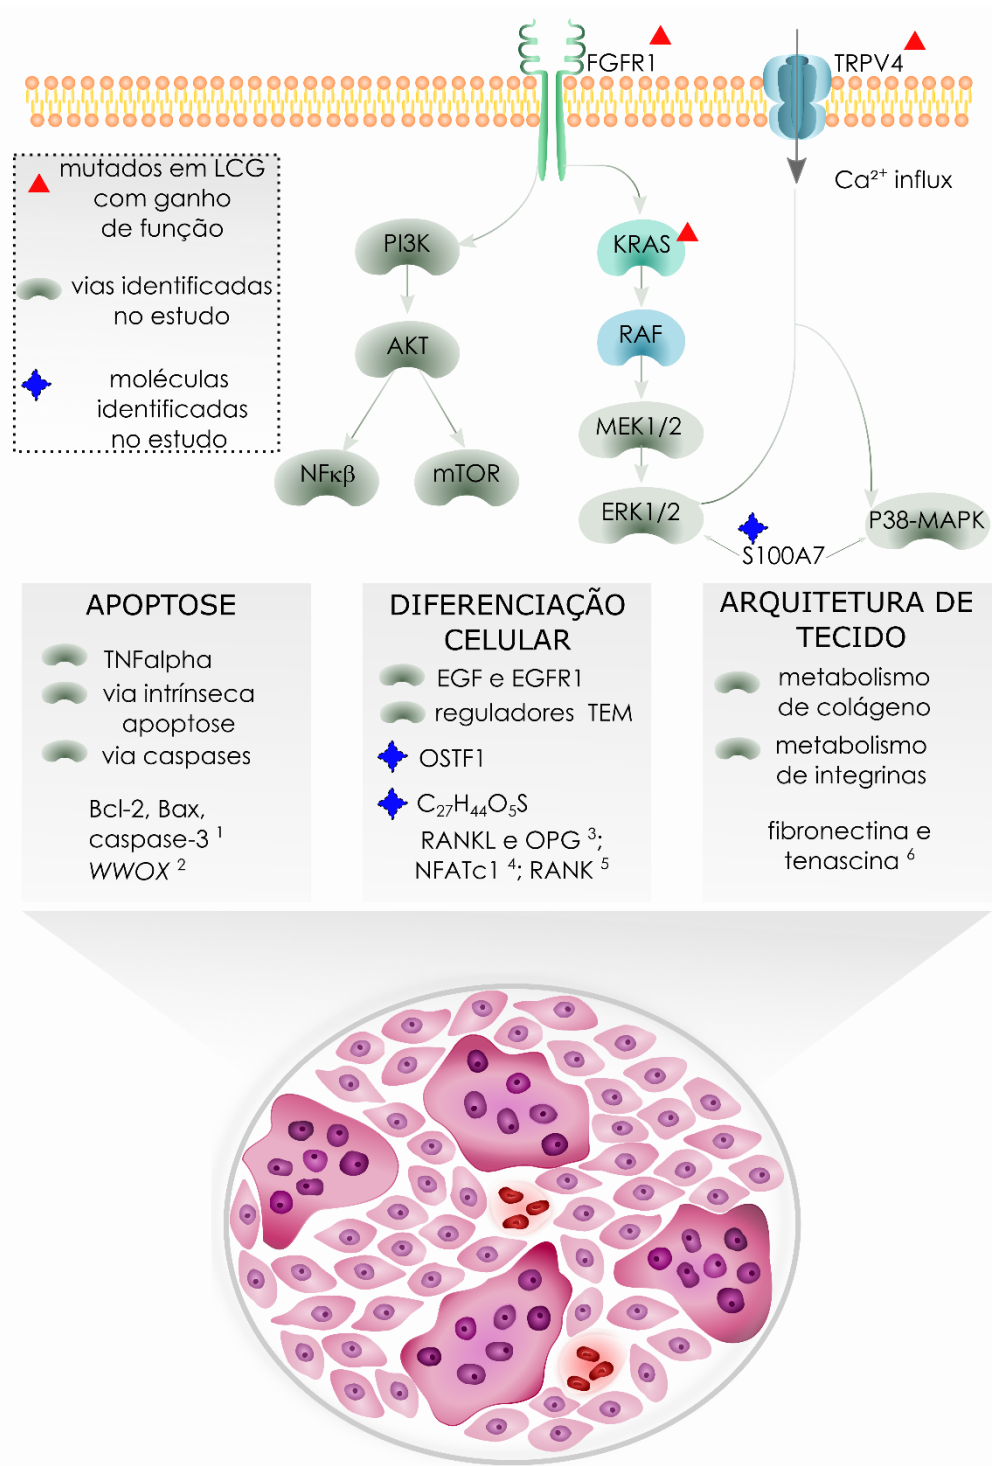 FGFR1
TRPV4
Ca²⁺ influx
mutados em LCG
com ganho
de função
vias identificadas
no estudo
moléculas
identificadas
no estudo
PI3K
AKT
NFκβ
mTOR
KRAS
RAF
MEK1/2
ERK1/2
S100A7
P38-MAPK
APOPTOSE
TNFalpha
via intrínseca
apoptose
via caspases
Bcl-2, Bax,
caspase-3 ¹
WWOX ²
DIFERENCIAÇÃO
CELULAR
EGF e EGFR1
reguladores TEM
OSTF1
C₂₇H₄₄O₅S
RANKL e OPG ³;
NFATc1 ⁴; RANK ⁵
ARQUITETURA DE
TECIDO
metabolismo
de colágeno
metabolismo
de integrinas
fibronectina e
tenascina ⁶